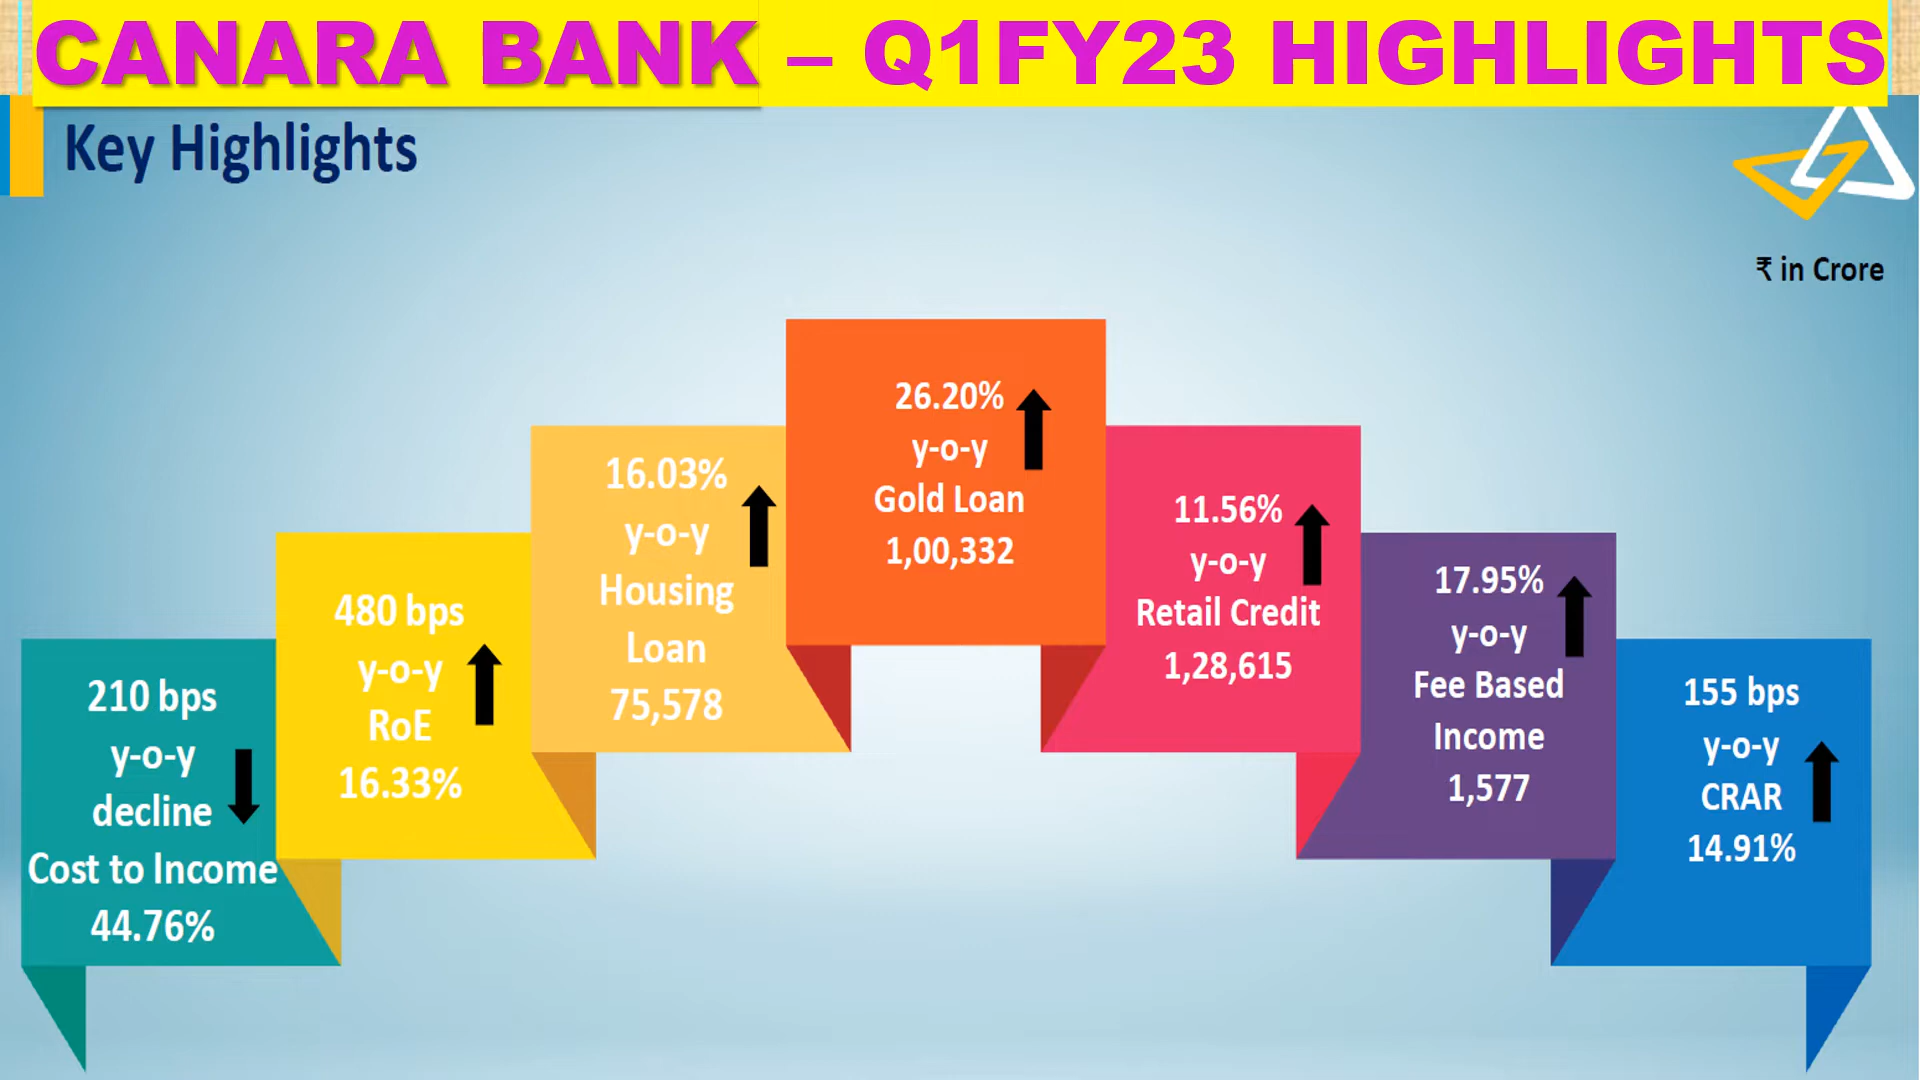 CANARA BANK – Q1FY23 HIGHLIGHTS
Key Highlights
₹ in Crore
210 bps
y-o-y
decline
Cost to Income
44.76%
480 bps
y-o-y
RoE
16.33%
16.03%
y-o-y
Housing
Loan
75,578
26.20%
y-o-y
Gold Loan
1,00,332
11.56%
y-o-y
Retail Credit
1,28,615
17.95%
y-o-y
Fee Based
Income
1,577
155 bps
y-o-y
CRAR
14.91%